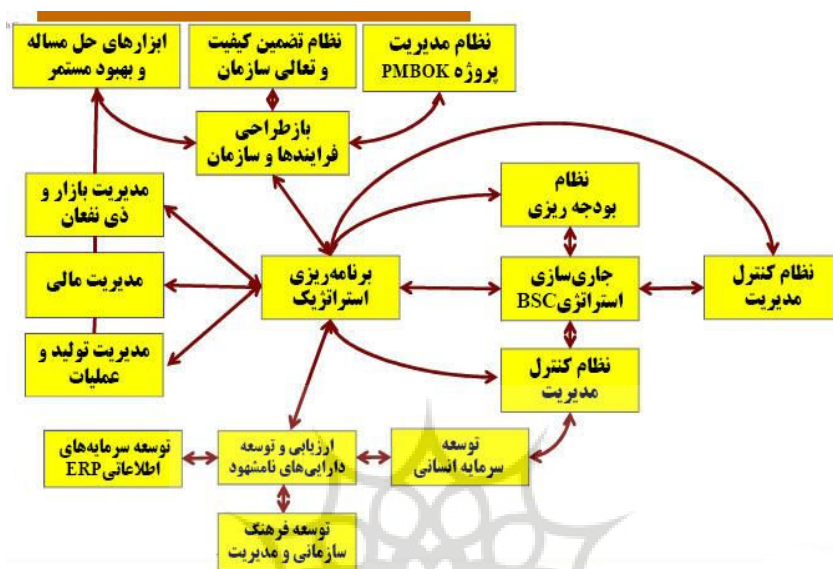 ابزارهای حل مساله
و بهبود مستمر
نظام تضمین کیفیت
و تعالی سازمان
نظام مدیریت
پروژه PMBOK
بازطراحی
فرایندها و سازمان
مدیریت بازار و
ذی نفعان
نظام
بودجه ریزی
مدیریت مالی
برنامه‌ریزی
استراتژیک
جاری‌سازی
استراتژیBSC
نظام کنترل
مدیریت
مدیریت تولید و
عملیات
نظام کنترل
مدیریت
توسعه سرمایه‌های
اطلاعاتیERP
ارزیابی و توسعه
دارایی‌های نامشهود
توسعه
سرمایه انسانی
توسعه فرهنگ
سازمانی و مدیریت